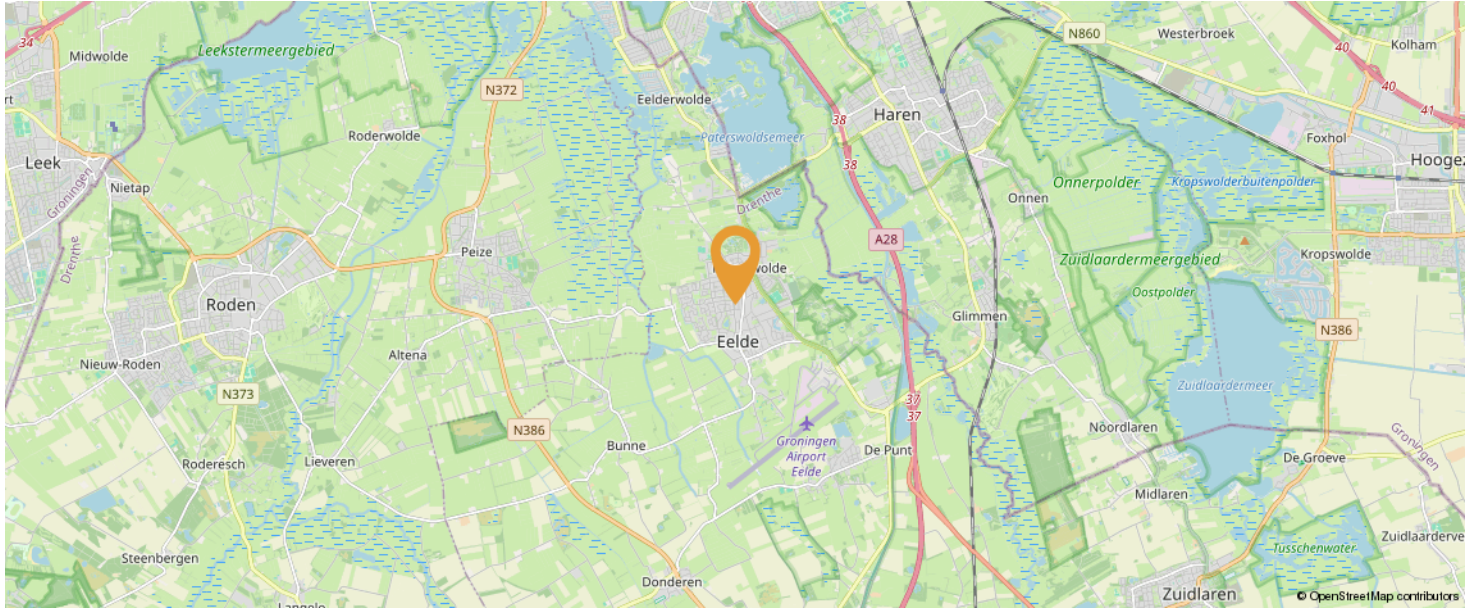 34
Midwolde
Leekstermeergebied
N860
Westerbroek
Kolham
40
N372
Eelderwolde
40
41
Roderwolde
Paterswoldsemeer
38
Haren
Foxhol
Leek
38
Hoogez
Nietap
Groningen
Onnerpolder
Kropswolderbuitenpolder
Onnen
Drenthe
Drenthe
A28
Peize
wolde
Zuidlaardermeergebied
Kropswolde
Oostpolder
Roden
Glimmen
N386
Eelde
Altena
Nieuw-Roden
Zuidlaardermeer
N373
37
37
N386
Bunne
Groningen
Airport
Eelde
De Punt
Noordlaren
Groningen
Roderesch
Lieveren
De Groeve
Midlaren
Steenbergen
Zuidlaarderve
Tusschenwater
Donderen
Zuidlaren
Langelo
© OpenStreetMap contributors